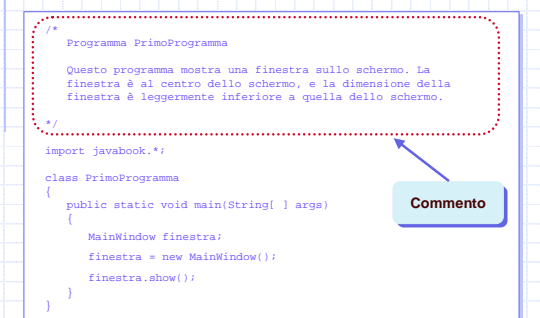 /*
Programma PrimoProgramma
Questo programma mostra una finestra sullo schermo. La
finestra è al centro dello schermo, e la dimensione della
finestra è leggermente inferiore a quella dello schermo.
*/
import javabook.*;
class PrimoProgramma
{
public static void main(String[ ] args)
{
MainWindow finestra;
finestra = new MainWindow();
finestra.show();
}
}
Commento